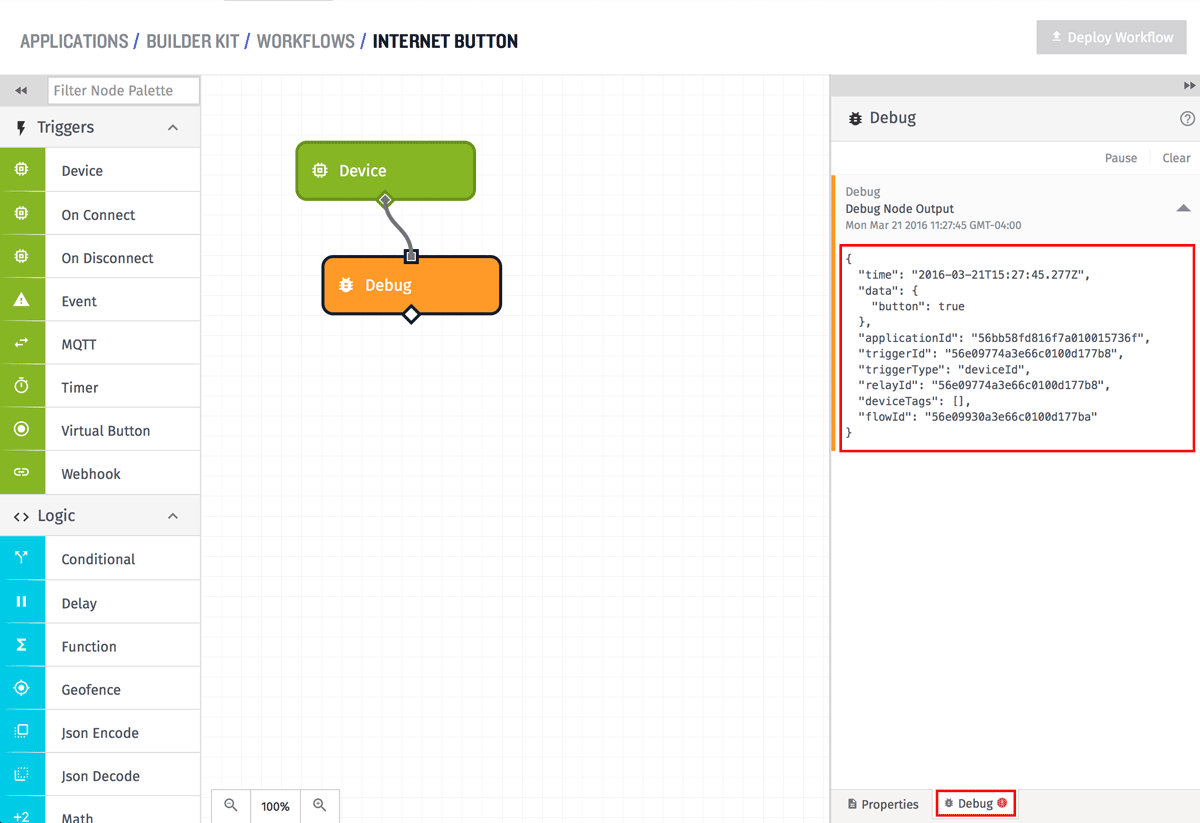 APPLICATIONS / BUILDER KIT / WORKFLOWS / INTERNET BUTTON
Deploy Workflow
Filter Node Palette
Triggers
Device
On Connect
On Disconnect
Event
MQTT
Timer
Virtual Button
Webhook
<> Logic
Conditional
Delay
Function
Geofence
Json Encode
Json Decode
+2 Math
Device
Debug
100%
Debug
Pause
Clear
Debug
Debug Node Output
Mon Mar 21 2016 11:27:45 GMT-04:00
{
"time": "2016-03-21T15:27:45.277Z",
"data": {
"button": true
},
"applicationId": "56bb58fd816f7a010015736f",
"triggerId": "56e09774a3e66c0100d177b8",
"triggerType": "deviceId",
"relayId": "56e09774a3e66c0100d177b8",
"deviceTags": [],
"flowId": "56e09930a3e66c0100d177ba"
}
Properties
Debug